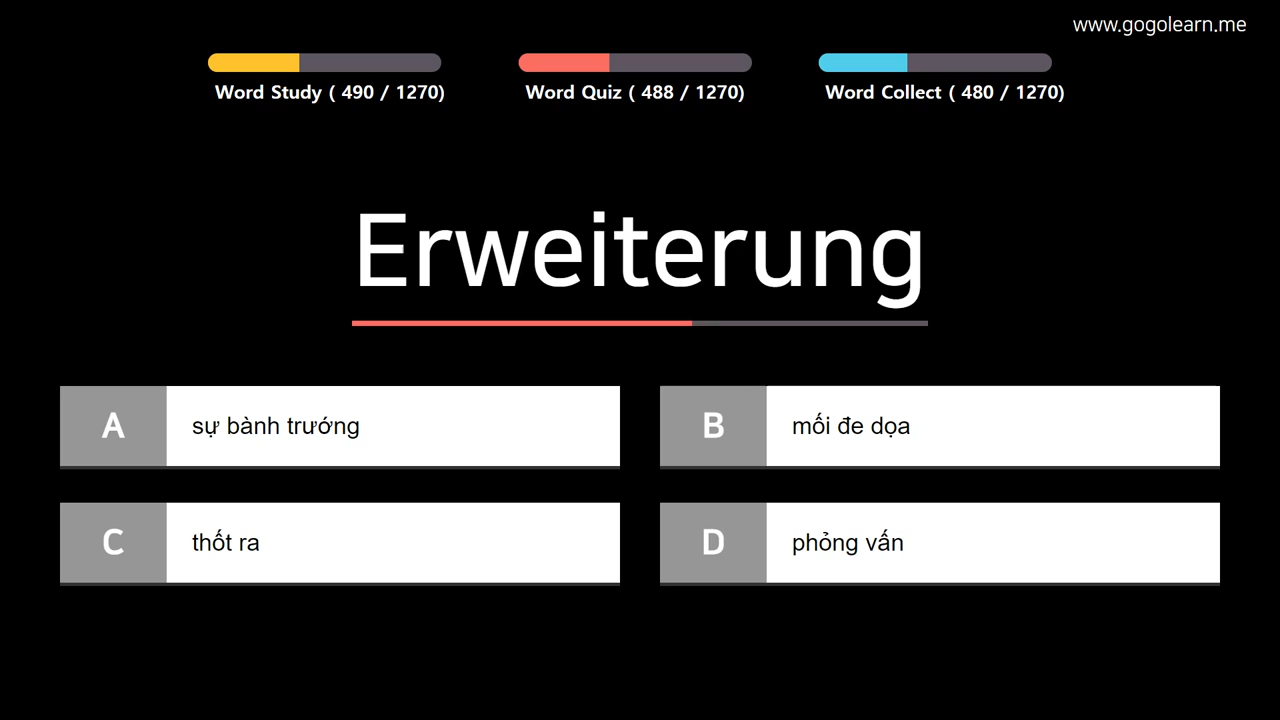 www.gogolearn.me
Word Study ( 490 / 1270)
Word Quiz ( 488 / 1270)
Word Collect ( 480 / 1270)
Erweiterung
A
sự bành trướng
B
mối đe dọa
C
thốt ra
D
phỏng vấn